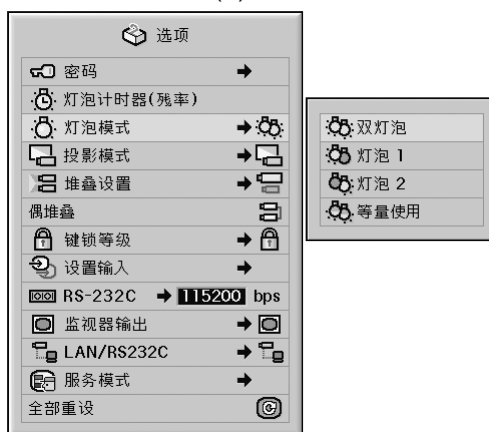 选项
密码
灯泡计时器(残率)
灯泡模式
投影模式
堆叠设置
偶堆叠
键锁等级
设置输入
RS-232C 115200 bps
监视器输出
LAN/RS232C
服务模式
全部重设
双灯泡
灯泡 1
灯泡 2
等量使用